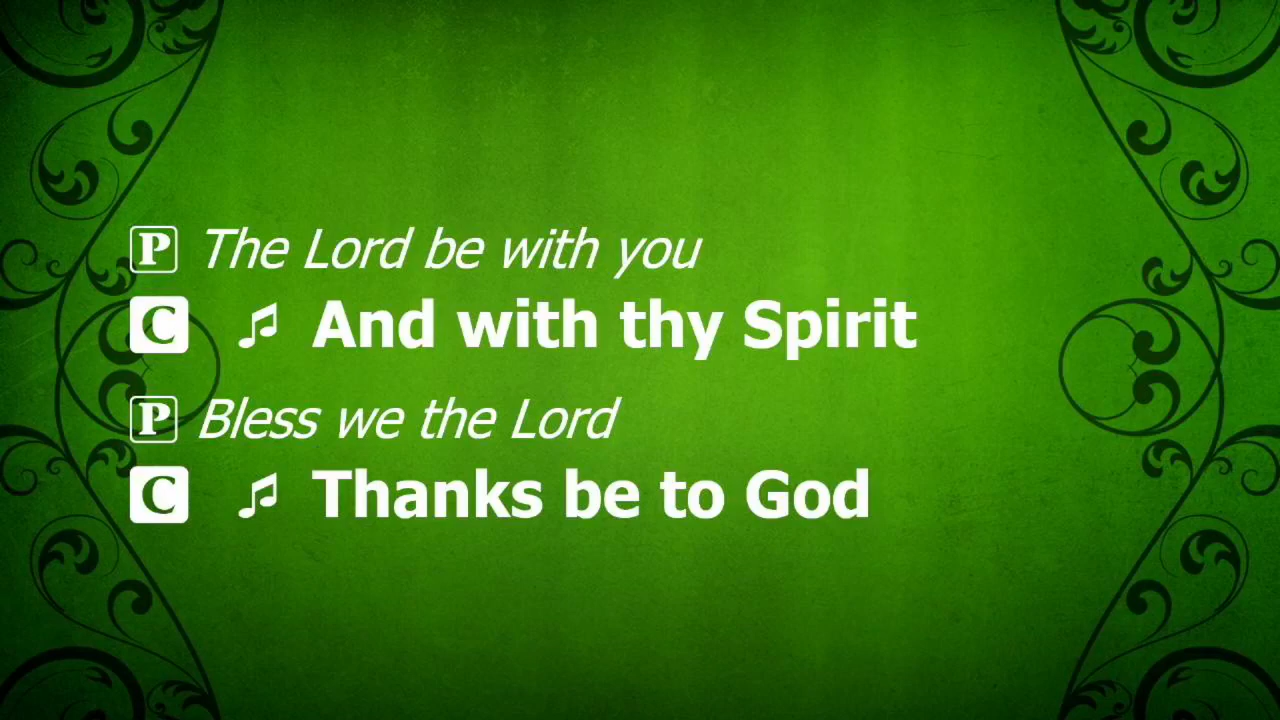 P The Lord be with you
C ♫ And with thy Spirit
P Bless we the Lord
C ♫ Thanks be to God